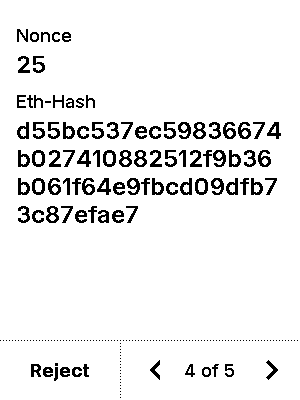 Nonce
25
Eth-Hash
d55bc537ec59836674
b027410882512f9b36
b061f64e9fbcd09dfb7
3c87efae7
Reject
4 of 5